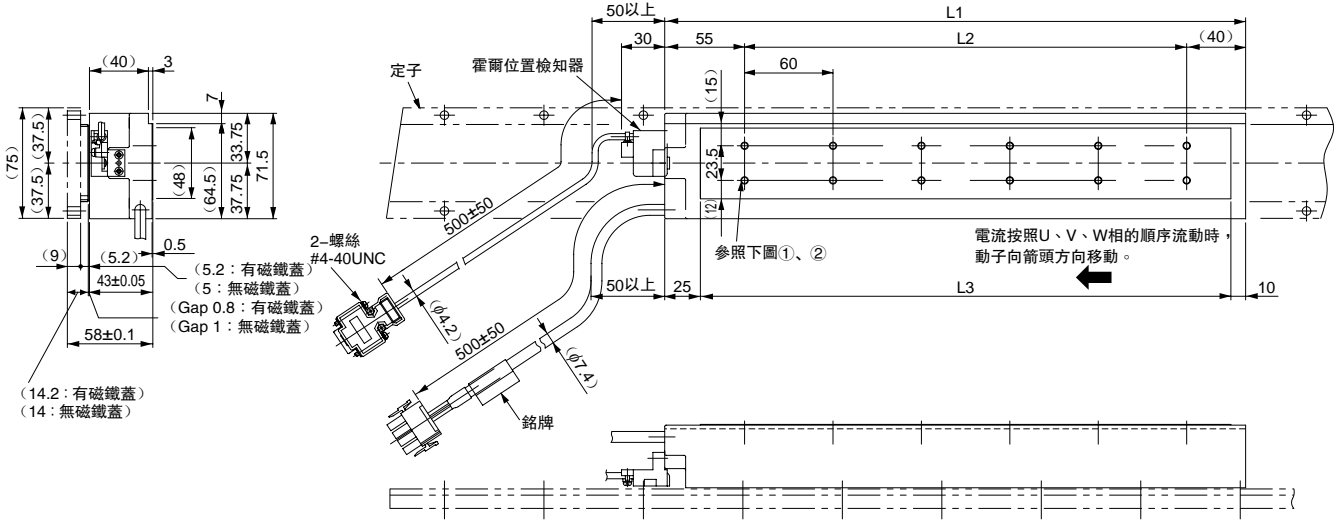 50以上
L1
30
55
L2
(40)
(40)
3
霍爾位置檢知器
60
定子
7
(15)
(75)
(37.5)
(37.5)
(48)
(64.5)
33.75
37.75
71.5
23.5
(12)
500±50
2–螺絲
#4-40UNC
參照下圖①、②
電流按照U、V、W相的順序流動時，
動子向箭頭方向移動。
0.5
(9)
(5.2)
(5.2：有磁鐵蓋)
(5：無磁鐵蓋)
43±0.05
(Gap 0.8：有磁鐵蓋)
(Gap 1：無磁鐵蓋)
58±0.1
50以上
25
L3
10
(φ4.2)
500±50
(φ7.4)
(14.2：有磁鐵蓋)
(14：無磁鐵蓋)
銘牌